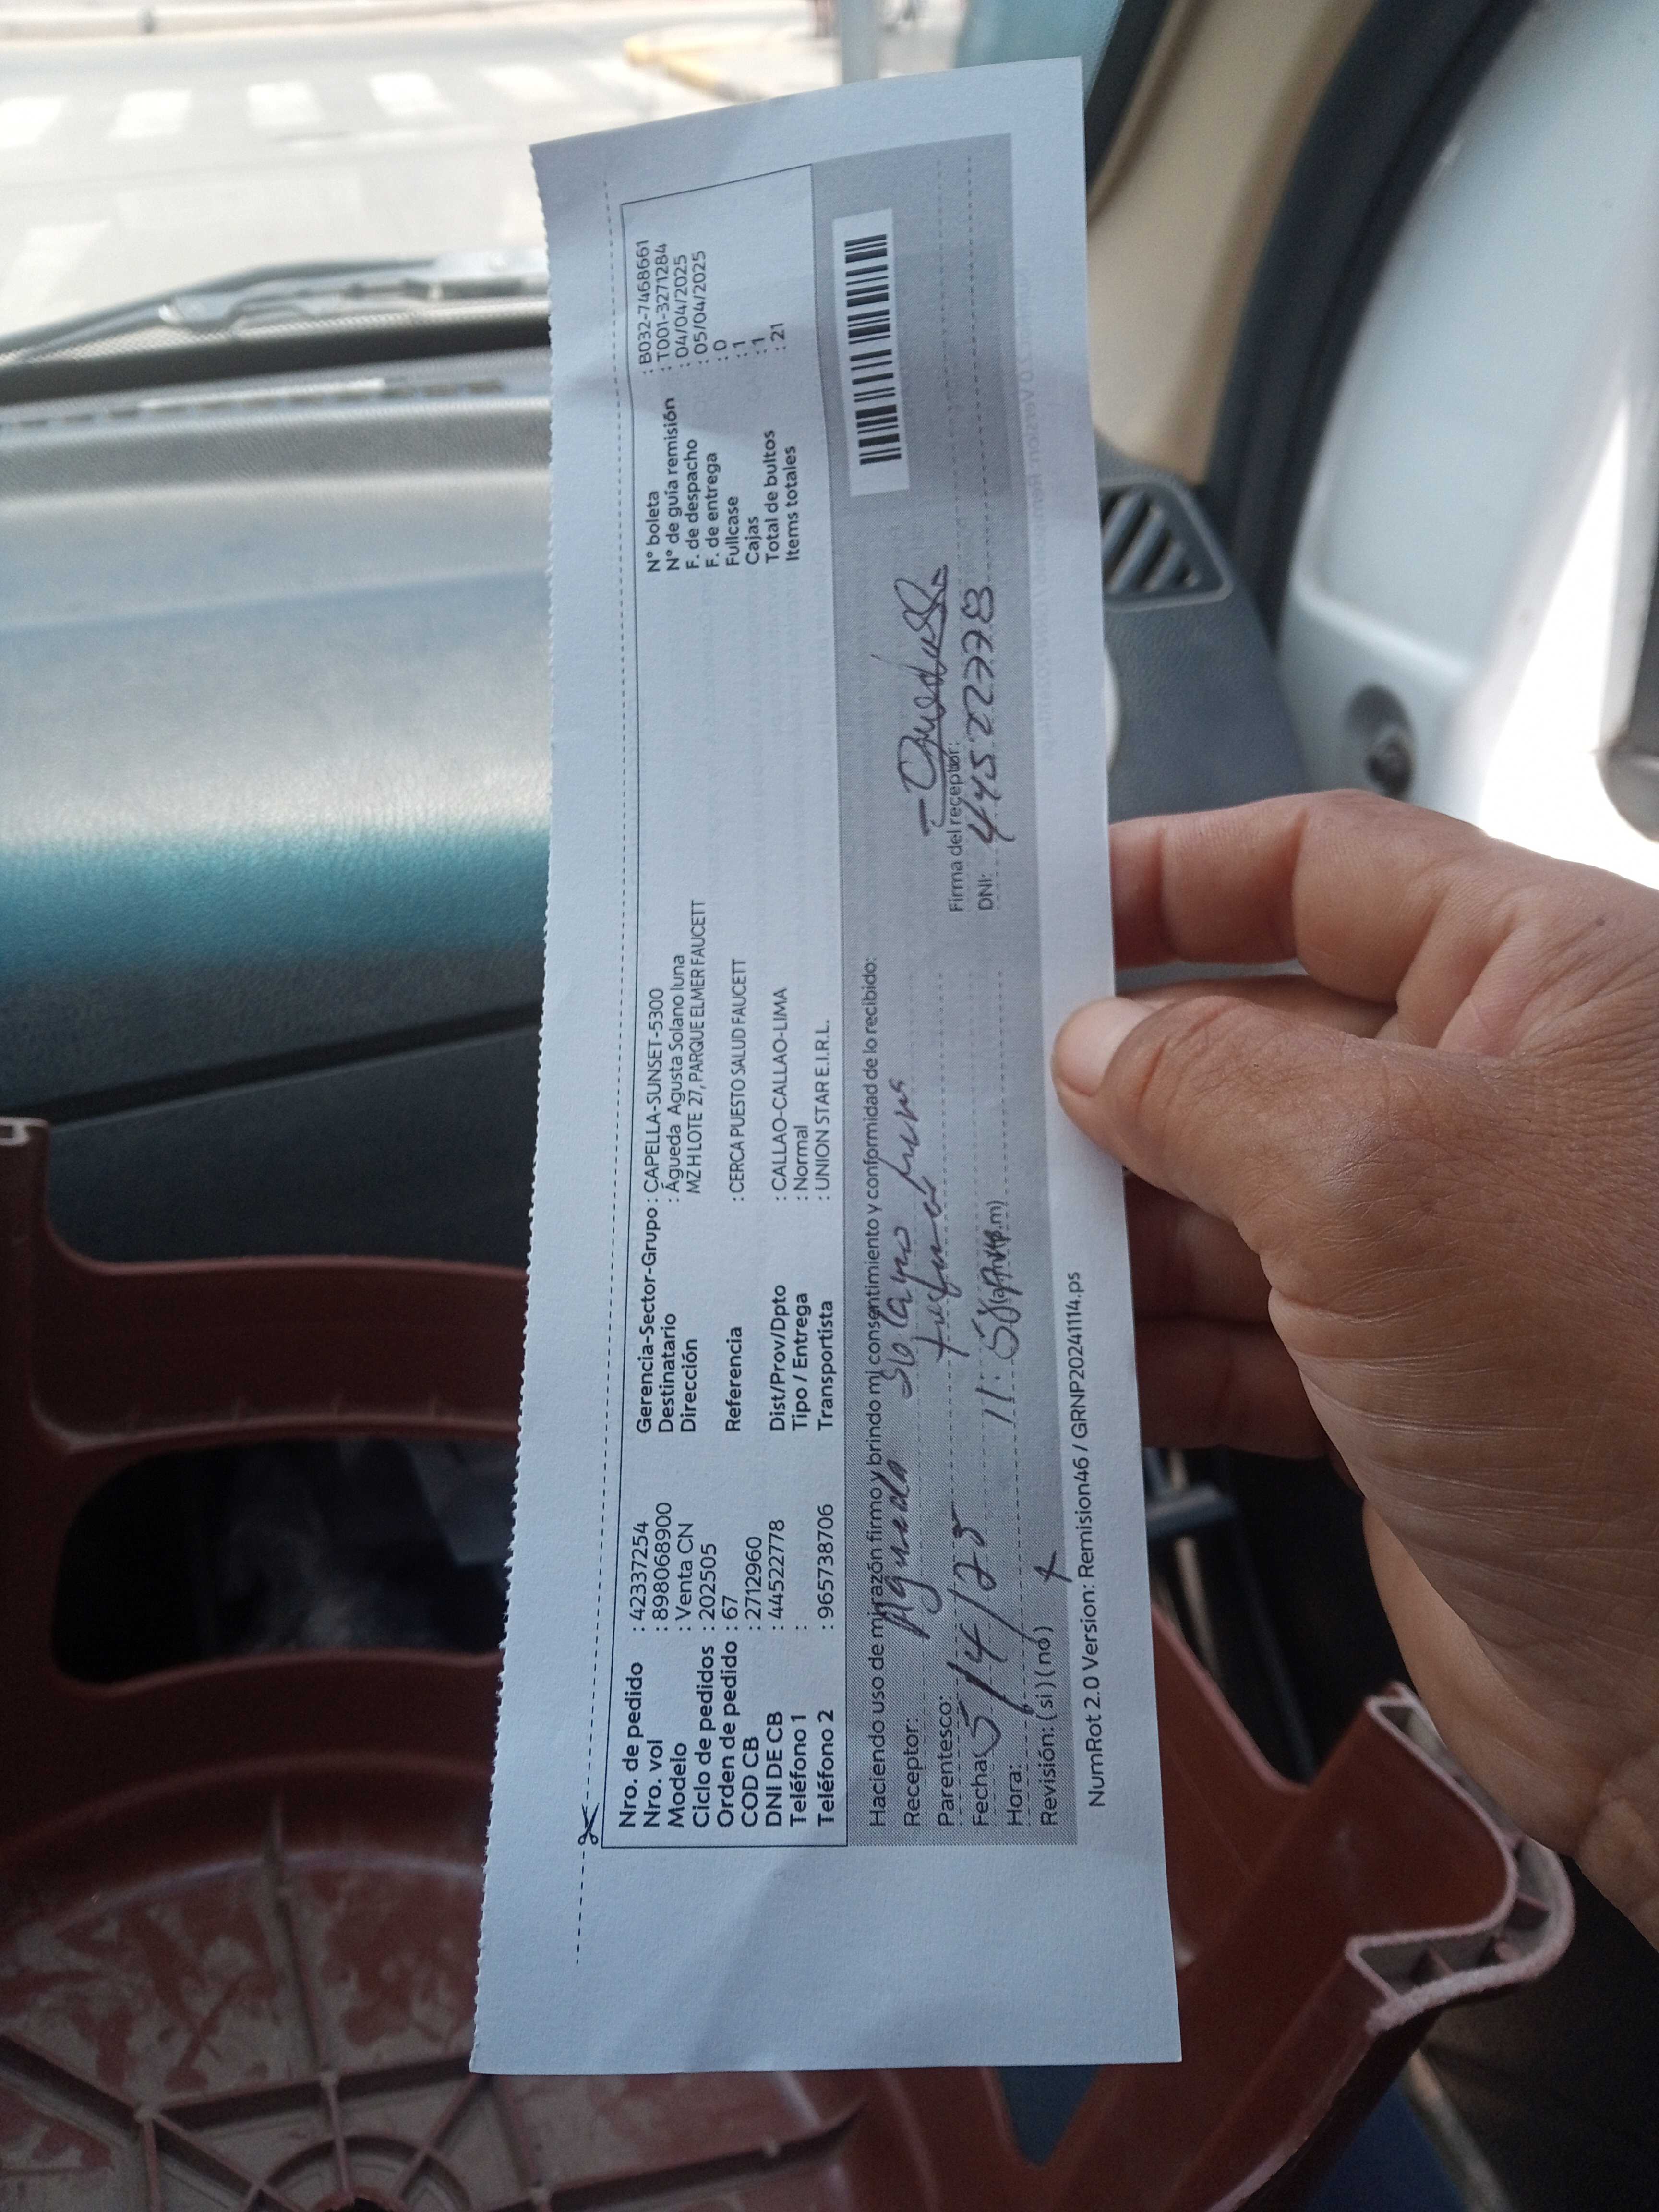 Nro. de pedido : 42337254
Nro. vol : 898068900
Modelo : Venta CN
Ciclo de pedidos : 202505
Orden de pedido : 67
COD CB : 2712960
DNI DE CB : 44522778
Teléfono 1 :
Teléfono 2 : 965738706
Gerencia-Sector-Grupo : CAPELLA-SUNSET-5300
Destinatario : Águeda Agusta Solano luna
Dirección MZ H LOTE 27, PARQUE ELMER FAUCETT
Referencia : CERCA PUESTO SALUD FAUCETT
Dist/Prov/Dpto : CALLAO-CALLAO-LIMA
Tipo / Entrega : Normal
Transportista : UNION STAR E.I.R.L.
N° boleta : B032-7468661
N° de guía remisión : T001-3271284
F. de despacho : 04/04/2025
F. de entrega : 05/04/2025
Fullcase : 0
Cajas : 1
Total de bultos : 1
Items totales : 21
Haciendo uso de mi razón firmo y brindo mi consentimiento y conformidad de lo recibido:
Receptor: Agueda Solano luna
Parentesco:
Fecha: 5/4/25
Hora: 11:50 (a.m/p.m)
Revisión: (si) (no) x
Firma del receptor:
DNI: 44522778
NumRot 2.0 Version: Remision46 / GRNP20241114.ps